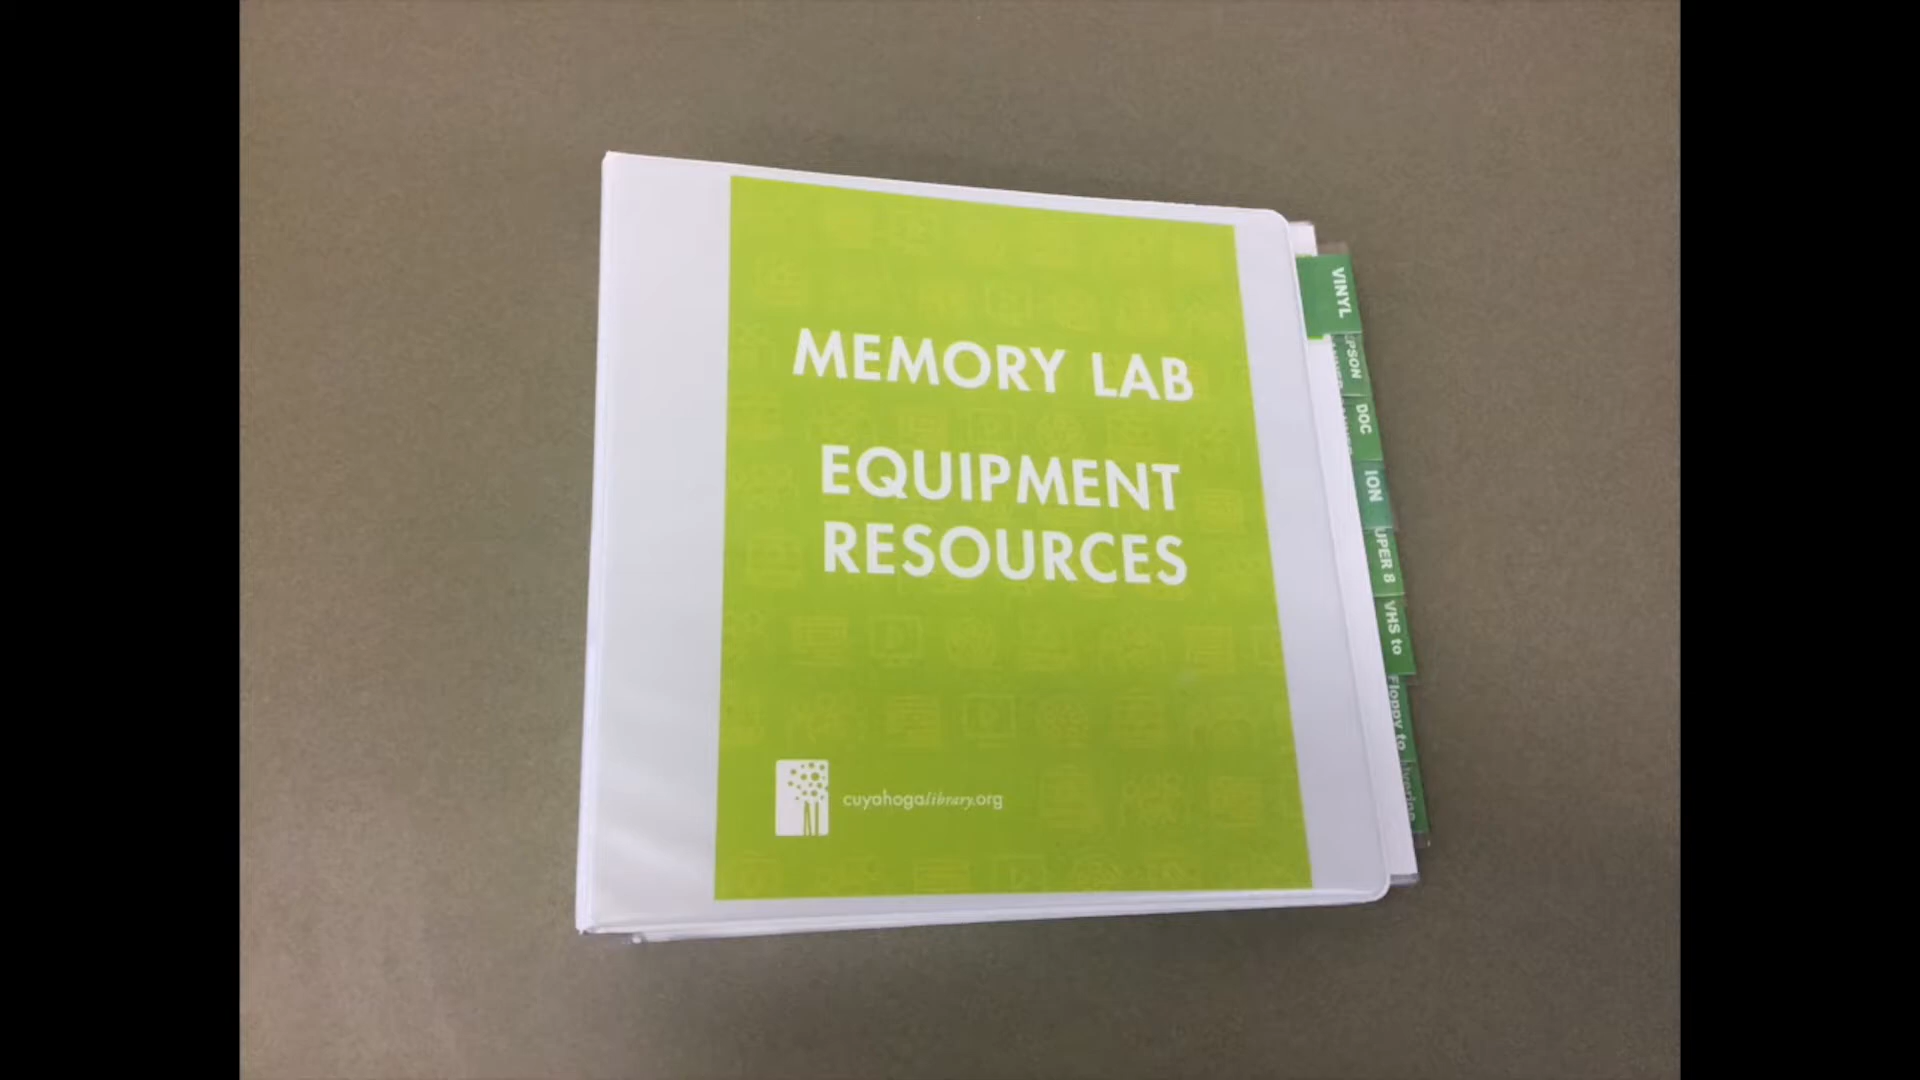 MEMORY LAB
EQUIPMENT
RESOURCES
cuyahogalibrary.org
VINYL
DOC
ION
UPER 8
VHS to
Floppy to